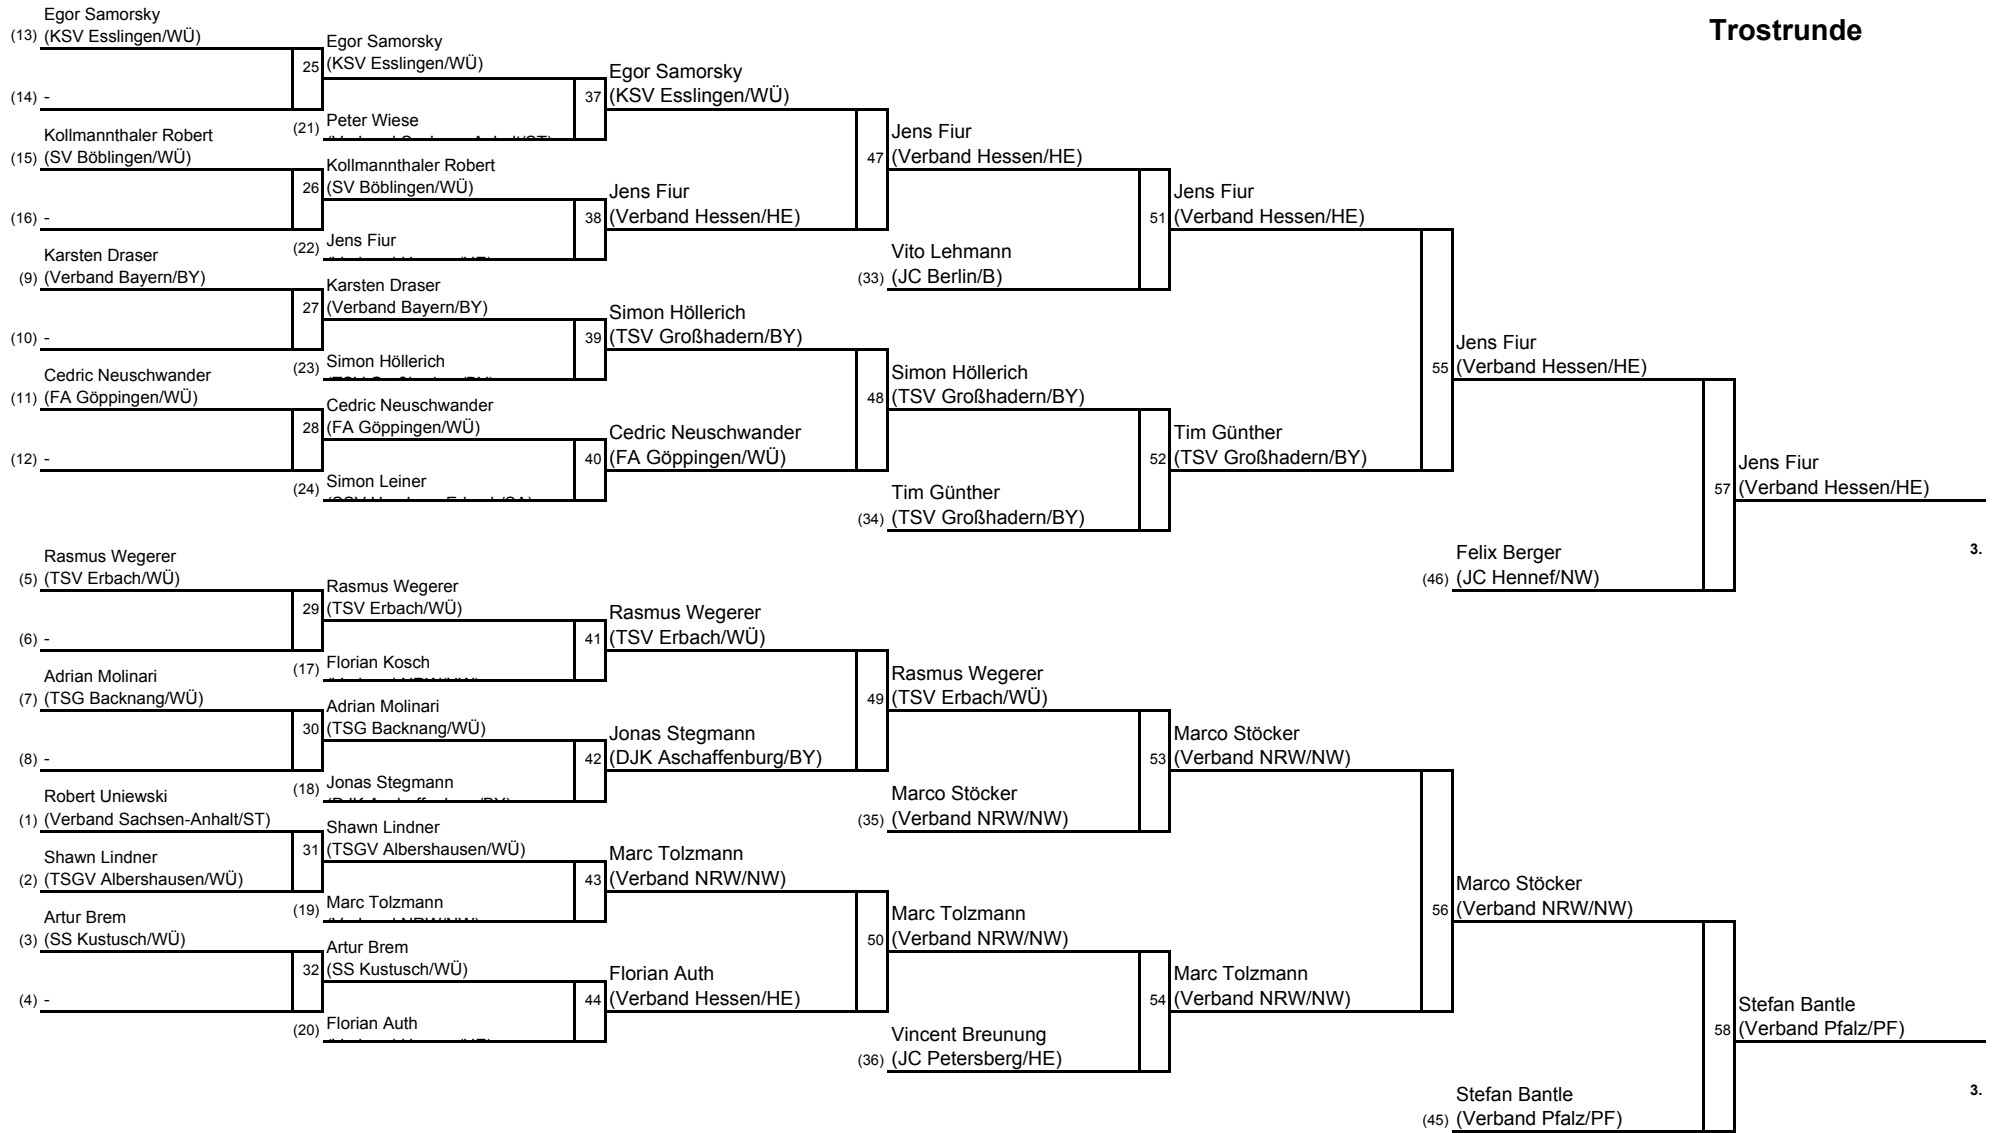 Trostrunde
Egor Samorsky
(13) (KSV Esslingen/WÜ)
(14) -
Kollmannthaler Robert
(15) (SV Böblingen/WÜ)
(16) -
Karsten Draser
(9) (Verband Bayern/BY)
(10) -
Cedric Neuschwander
(11) (FA Göppingen/WÜ)
(12) -
Rasmus Wegerer
(5) (TSV Erbach/WÜ)
(6) -
Adrian Molinari
(7) (TSG Backnang/WÜ)
(8) -
Robert Uniewski
(1) (Verband Sachsen-Anhalt/ST)
Shawn Lindner
(2) (TSGV Albershausen/WÜ)
Artur Brem
(3) (SS Kustusch/WÜ)
(4) -
Egor Samorsky
25 (KSV Esslingen/WÜ)
(21) Peter Wiese
Kollmannthaler Robert
26 (SV Böblingen/WÜ)
(22) Jens Fiur
Karsten Draser
27 (Verband Bayern/BY)
(23) Simon Höllerich
Cedric Neuschwander
28 (FA Göppingen/WÜ)
(24) Simon Leiner
Rasmus Wegerer
29 (TSV Erbach/WÜ)
(17) Florian Kosch
Adrian Molinari
30 (TSG Backnang/WÜ)
(18) Jonas Stegmann
Shawn Lindner
31 (TSGV Albershausen/WÜ)
(19) Marc Tolzmann
Artur Brem
32 (SS Kustusch/WÜ)
(20) Florian Auth
Egor Samorsky
37 (KSV Esslingen/WÜ)
Jens Fiur
38 (Verband Hessen/HE)
Simon Höllerich
39 (TSV Großhadern/BY)
Cedric Neuschwander
40 (FA Göppingen/WÜ)
Rasmus Wegerer
41 (TSV Erbach/WÜ)
Jonas Stegmann
42 (DJK Aschaffenburg/BY)
Marc Tolzmann
43 (Verband NRW/NW)
Florian Auth
44 (Verband Hessen/HE)
Jens Fiur
47 (Verband Hessen/HE)
Vito Lehmann
(33) (JC Berlin/B)
Simon Höllerich
48 (TSV Großhadern/BY)
Tim Günther
(34) (TSV Großhadern/BY)
Rasmus Wegerer
49 (TSV Erbach/WÜ)
Marco Stöcker
(35) (Verband NRW/NW)
Marc Tolzmann
50 (Verband NRW/NW)
Vincent Breunung
(36) (JC Petersberg/HE)
Jens Fiur
51 (Verband Hessen/HE)
Tim Günther
52 (TSV Großhadern/BY)
Marco Stöcker
53 (Verband NRW/NW)
Marc Tolzmann
54 (Verband NRW/NW)
Jens Fiur
55 (Verband Hessen/HE)
Felix Berger
(46) (JC Hennef/NW)
Marco Stöcker
56 (Verband NRW/NW)
Stefan Bantle
(45) (Verband Pfalz/PF)
Jens Fiur
57 (Verband Hessen/HE)
3.
Stefan Bantle
58 (Verband Pfalz/PF)
3.